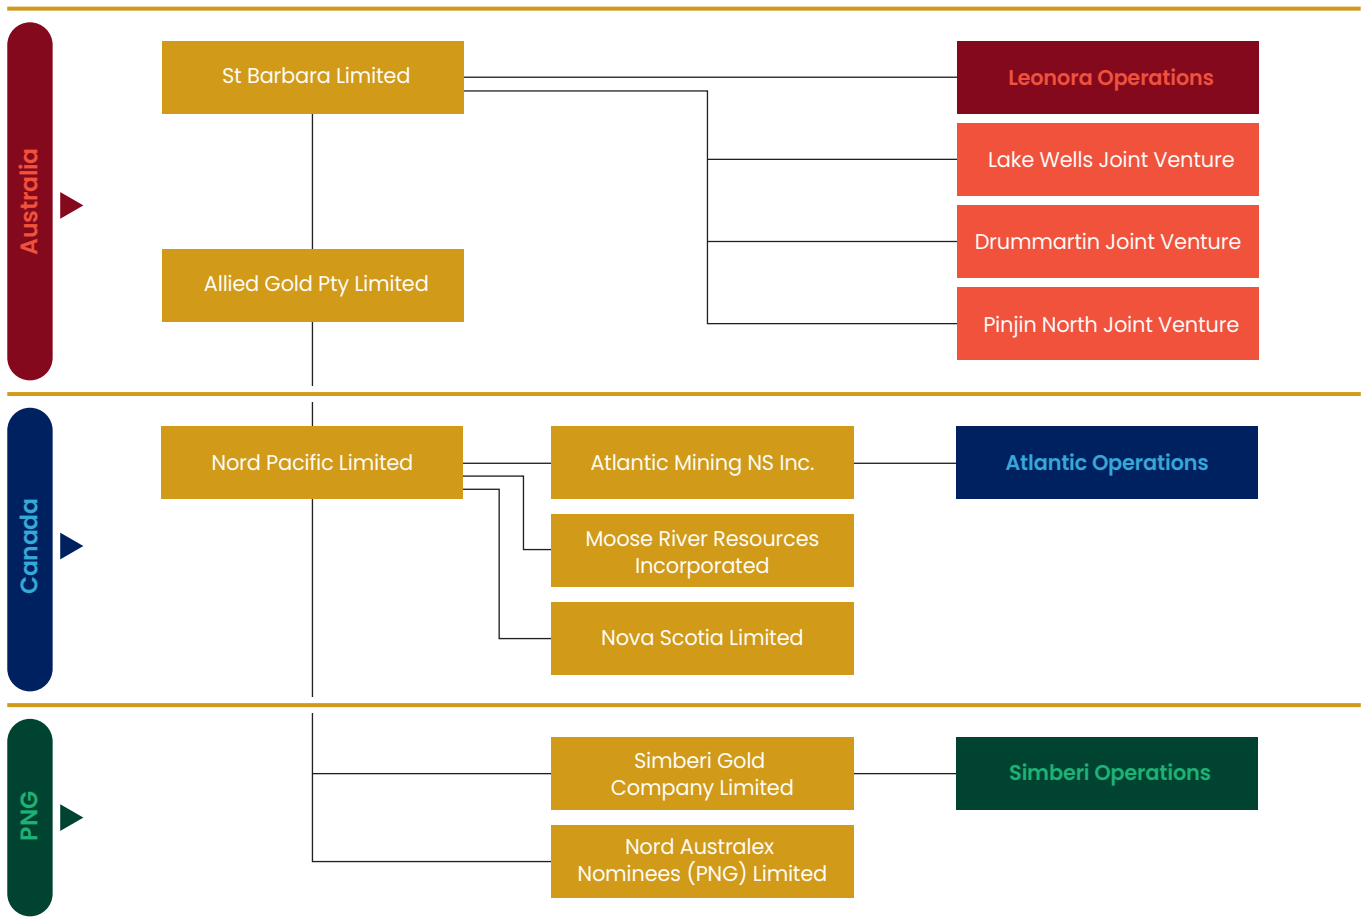 Australia
St Barbara Limited
Leonora Operations
Lake Wells Joint Venture
Drummartin Joint Venture
Allied Gold Pty Limited
Pinjin North Joint Venture
Canada
Nord Pacific Limited
Atlantic Mining NS Inc.
Atlantic Operations
Moose River Resources
Incorporated
Nova Scotia Limited
PNG
Simberi Gold
Company Limited
Simberi Operations
Nord Australex
Nominees (PNG) Limited